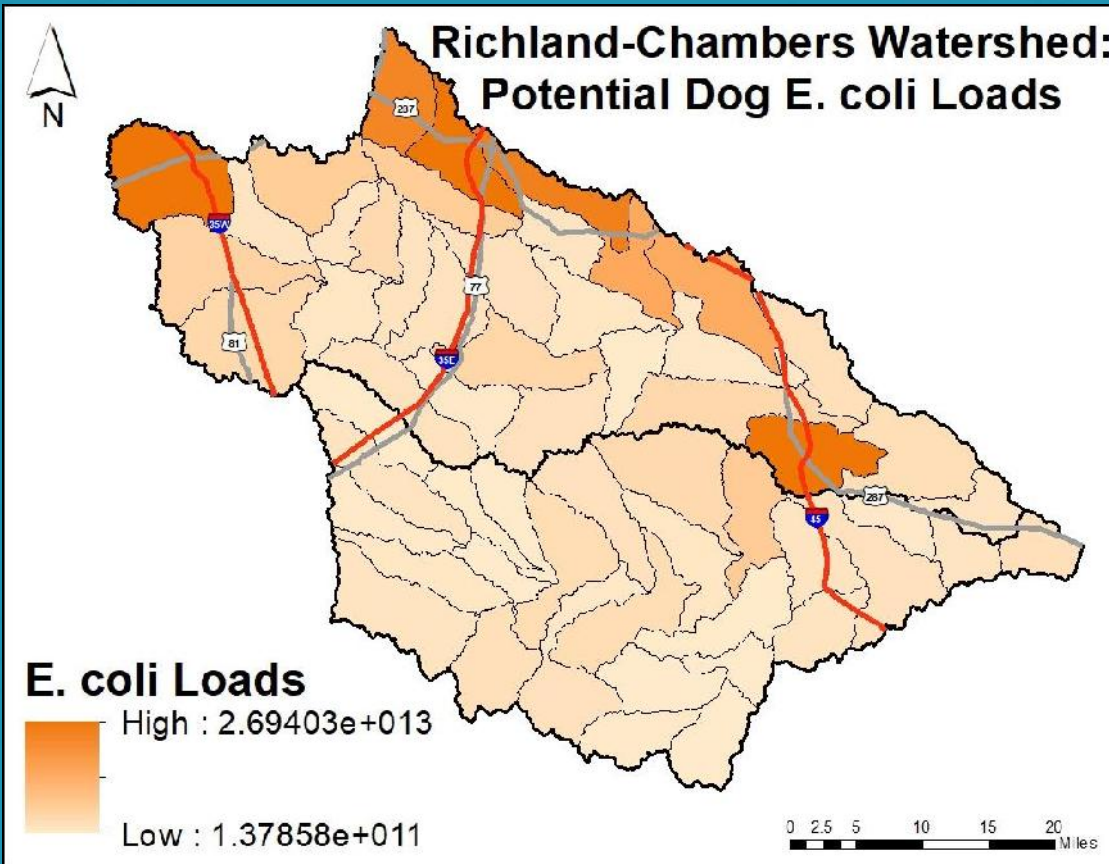 Richland-Chambers Watershed:
Potential Dog E. coli Loads
N
287
35W
77
81
35E
287
45
E. coli Loads
High : 2.69403e+013
Low : 1.37858e+011
0 2.5 5 10 15 20
Miles